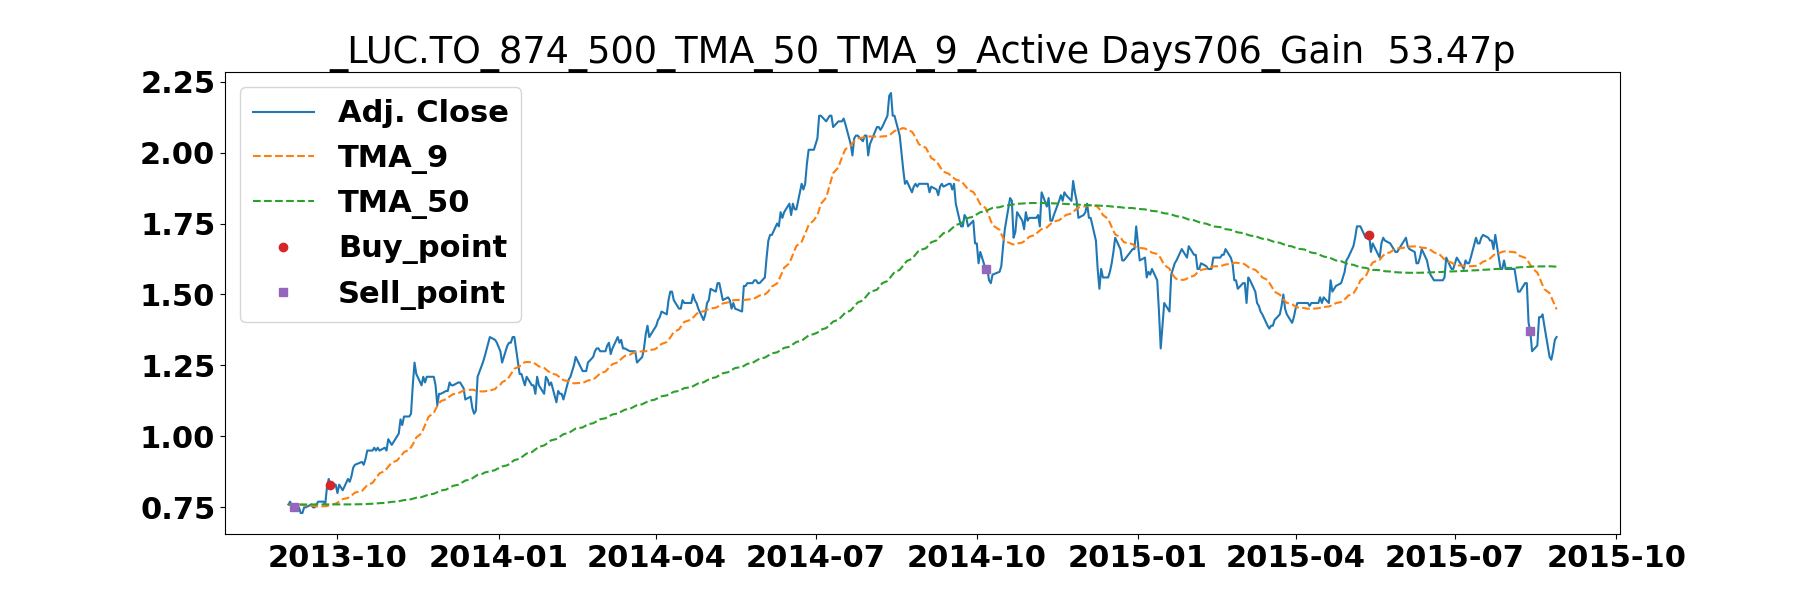 _LUC.TO_874_500_TMA_50_TMA_9_Active Days706_Gain  53.47p
2.25
2.00
1.75
1.50
1.25
1.00
0.75
Adj. Close
TMA_9
TMA_50
Buy_point
Sell_point
2013-10 2014-01 2014-04 2014-07 2014-10 2015-01 2015-04 2015-07 2015-10